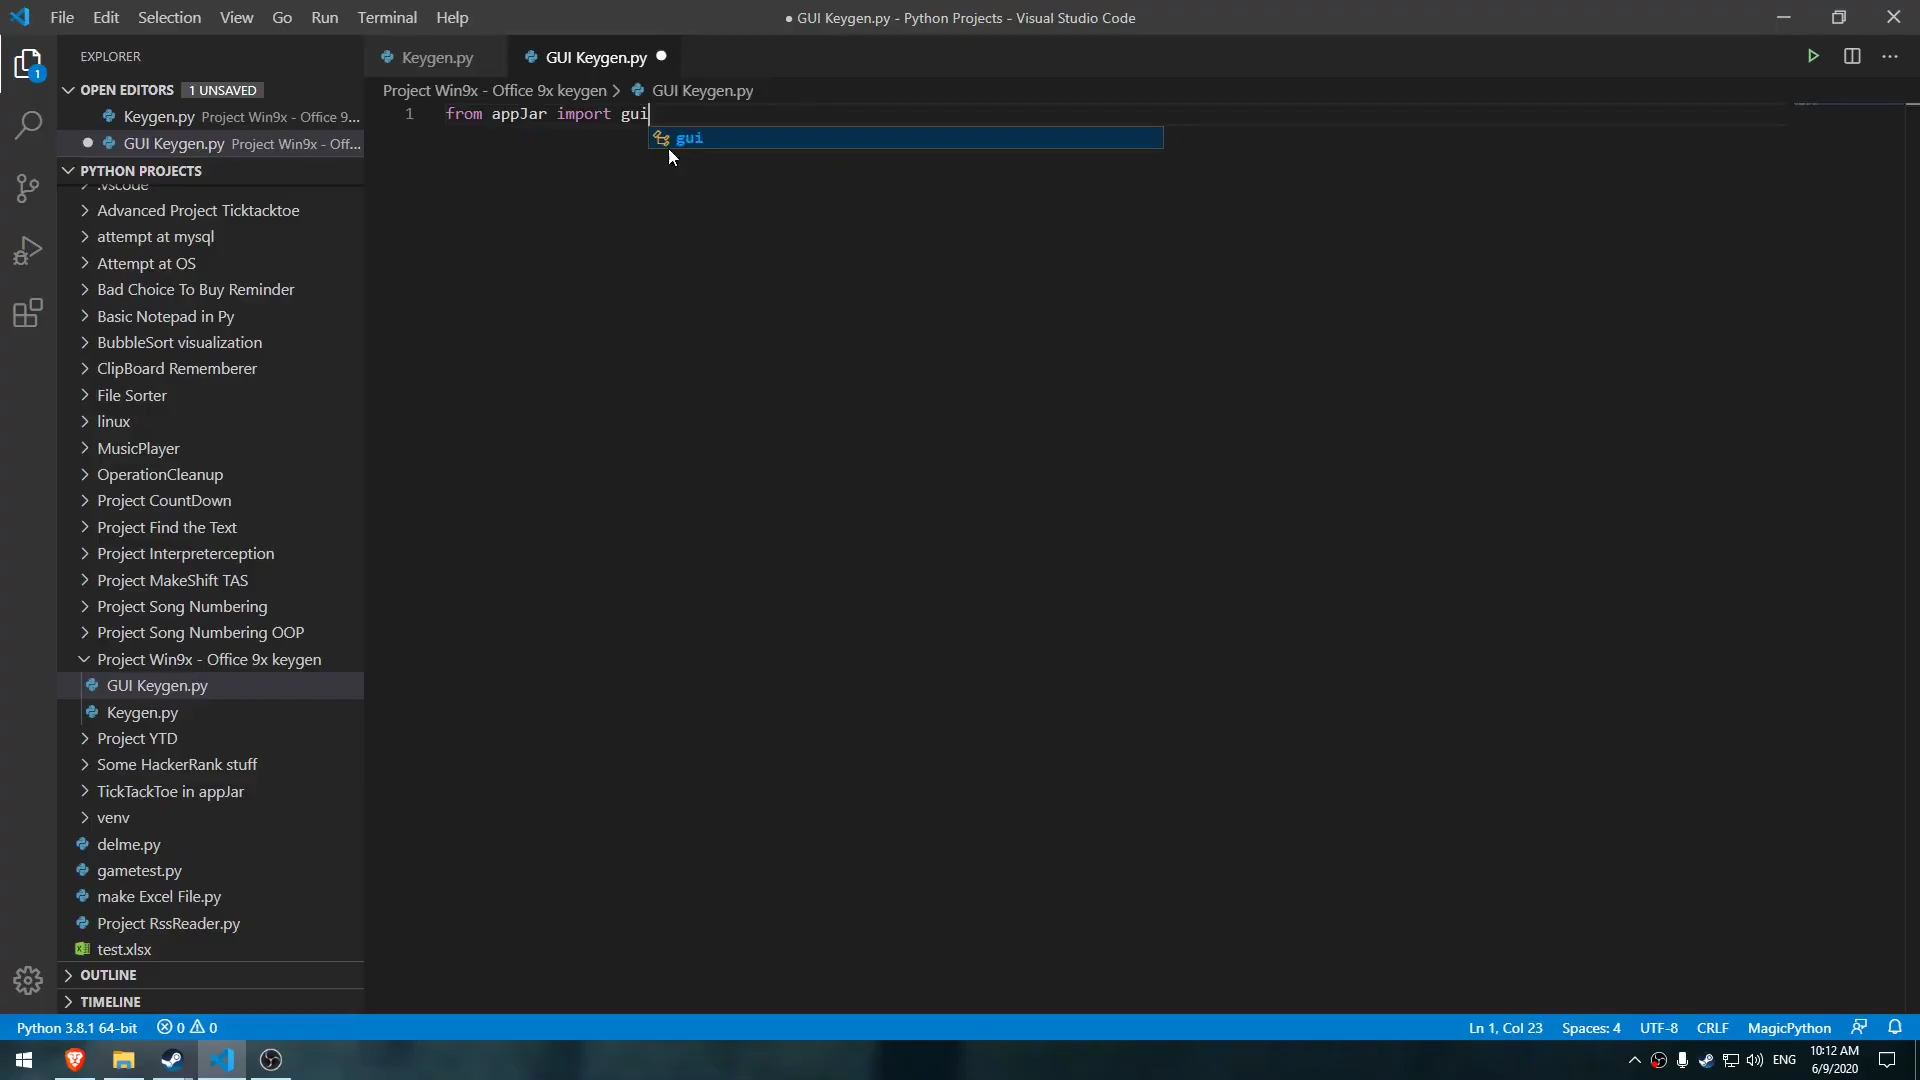 File Edit Selection View Go Run Terminal Help
● GUI Keygen.py - Python Projects - Visual Studio Code
EXPLORER
Keygen.py
GUI Keygen.py ●
OPEN EDITORS 1 UNSAVED
Project Win9x - Office 9x keygen > GUI Keygen.py
1 from appJar import gui
gui
Keygen.py Project Win9x - Office 9...
GUI Keygen.py Project Win9x - Off...
PYTHON PROJECTS
.vscode
Advanced Project Ticktacktoe
attempt at mysql
Attempt at OS
Bad Choice To Buy Reminder
Basic Notepad in Py
BubbleSort visualization
ClipBoard Rememberer
File Sorter
linux
MusicPlayer
OperationCleanup
Project CountDown
Project Find the Text
Project Interpreterception
Project MakeShift TAS
Project Song Numbering
Project Song Numbering OOP
Project Win9x - Office 9x keygen
GUI Keygen.py
Keygen.py
Project YTD
Some HackerRank stuff
TickTackToe in appJar
venv
delme.py
gametest.py
make Excel File.py
Project RssReader.py
test.xlsx
OUTLINE
TIMELINE
1
Python 3.8.1 64-bit 0 0
Ln 1, Col 23 Spaces: 4 UTF-8 CRLF MagicPython
ENG
10:12 AM
6/9/2020